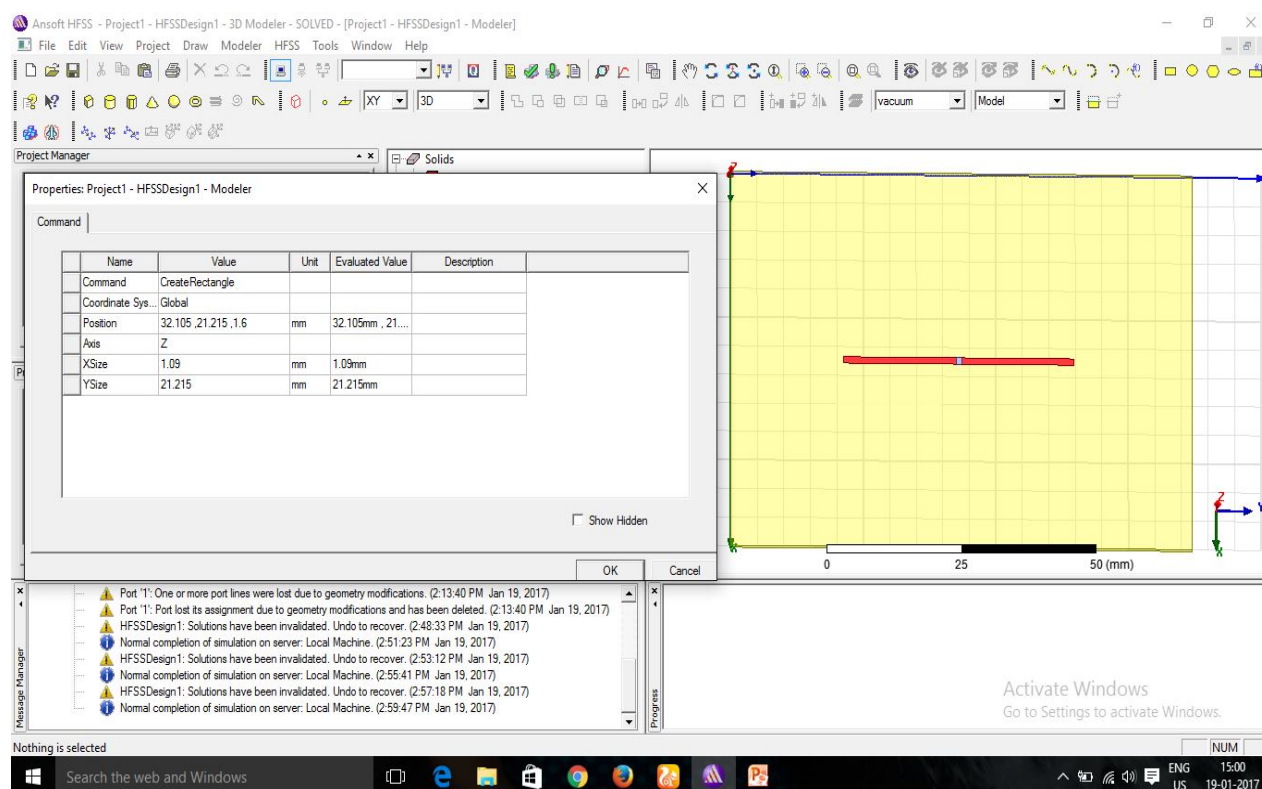 Ansoft HFSS - Project1 - HFSSDesign1 - 3D Modeler - SOLVED - [Project1 - HFSSDesign1 - Modeler]
File Edit View Project Draw Modeler HFSS Tools Window Help
XY 3D vacuum Model
Project Manager
Solids
Properties: Project1 - HFSSDesign1 - Modeler
Command
Name Value Unit Evaluated Value Description
Command CreateRectangle
Coordinate Sys... Global
Position 32.105 ,21.215 ,1.6 mm 32.105mm , 21....
Axis Z
XSize 1.09 mm 1.09mm
YSize 21.215 mm 21.215mm
Show Hidden
OK Cancel
Z
X
Z
X
0 25 50 (mm)
Port '1': One or more port lines were lost due to geometry modifications. (2:13:40 PM Jan 19, 2017)
Port '1': Port lost its assignment due to geometry modifications and has been deleted. (2:13:40 PM Jan 19, 2017)
HFSSDesign1: Solutions have been invalidated. Undo to recover. (2:48:33 PM Jan 19, 2017)
Normal completion of simulation on server: Local Machine. (2:51:23 PM Jan 19, 2017)
HFSSDesign1: Solutions have been invalidated. Undo to recover. (2:53:12 PM Jan 19, 2017)
Normal completion of simulation on server: Local Machine. (2:55:41 PM Jan 19, 2017)
HFSSDesign1: Solutions have been invalidated. Undo to recover. (2:57:18 PM Jan 19, 2017)
Normal completion of simulation on server: Local Machine. (2:59:47 PM Jan 19, 2017)
Message Manager
Progress
Activate Windows
Go to Settings to activate Windows.
Nothing is selected
NUM
Search the web and Windows
ENG 15:00
US 19-01-2017